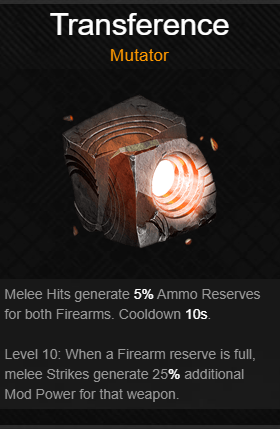 Transference
Mutator
Melee Hits generate 5% Ammo Reserves
for both Firearms. Cooldown 10s.
Level 10: When a Firearm reserve is full,
melee Strikes generate 25% additional
Mod Power for that weapon.